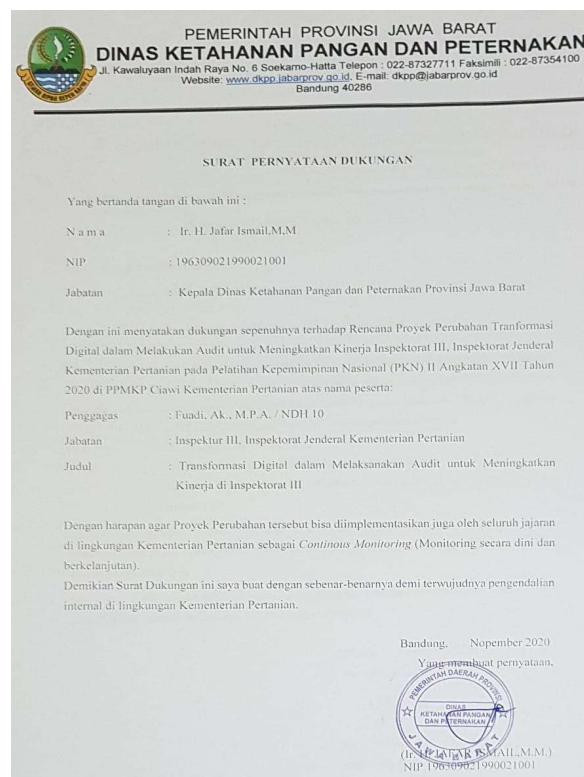 PEMERINTAH PROVINSI JAWA BARAT
DINAS KETAHANAN PANGAN DAN PETERNAKAN
Jl. Kawaluyaan Indah Raya No. 6 Soekarno-Hatta Telepon : 022-87327711 Faksimili : 022-87354100
Website: www.dkpp.jabarprov.go.id, E-mail: dkpp@jabarprov.go.id
Bandung 40286
SURAT PERNYATAAN DUKUNGAN
Yang bertanda tangan di bawah ini :
N a m a : Ir. H. Jafar Ismail,M,M
NIP : 196309021990021001
Jabatan : Kepala Dinas Ketahanan Pangan dan Peternakan Provinsi Jawa Barat
Dengan ini menyatakan dukungan sepenuhnya terhadap Rencana Proyek Perubahan Tranformasi
Digital dalam Melakukan Audit untuk Meningkatkan Kinerja Inspektorat III, Inspektorat Jenderal
Kementerian Pertanian pada Pelatihan Kepemimpinan Nasional (PKN) II Angkatan XVII Tahun
2020 di PPMKP Ciawi Kementerian Pertanian atas nama peserta:
Penggagas : Fuadi, Ak., M.P.A. / NDH 10
Jabatan : Inspektur III, Inspektorat Jenderal Kementerian Pertanian
Judul : Transformasi Digital dalam Melaksanakan Audit untuk Meningkatkan
Kinerja di Inspektorat III
Dengan harapan agar Proyek Perubahan tersebut bisa diimplementasikan juga oleh seluruh jajaran
di lingkungan Kementerian Pertanian sebagai Continous Monitoring (Monitoring secara dini dan
berkelanjutan).
Demikian Surat Dukungan ini saya buat dengan sebenar-benarnya demi terwujudnya pengendalian
internal di lingkungan Kementerian Pertanian.
Bandung, Nopember 2020
Yang membuat pernyataan,
PEMERINTAH DAERAH PROVINSI
DINAS
KETAHANAN PANGAN
DAN PETERNAKAN
JAWA BARAT
(Ir. H. JAFAR ISMAIL,M.M.)
NIP 196309021990021001